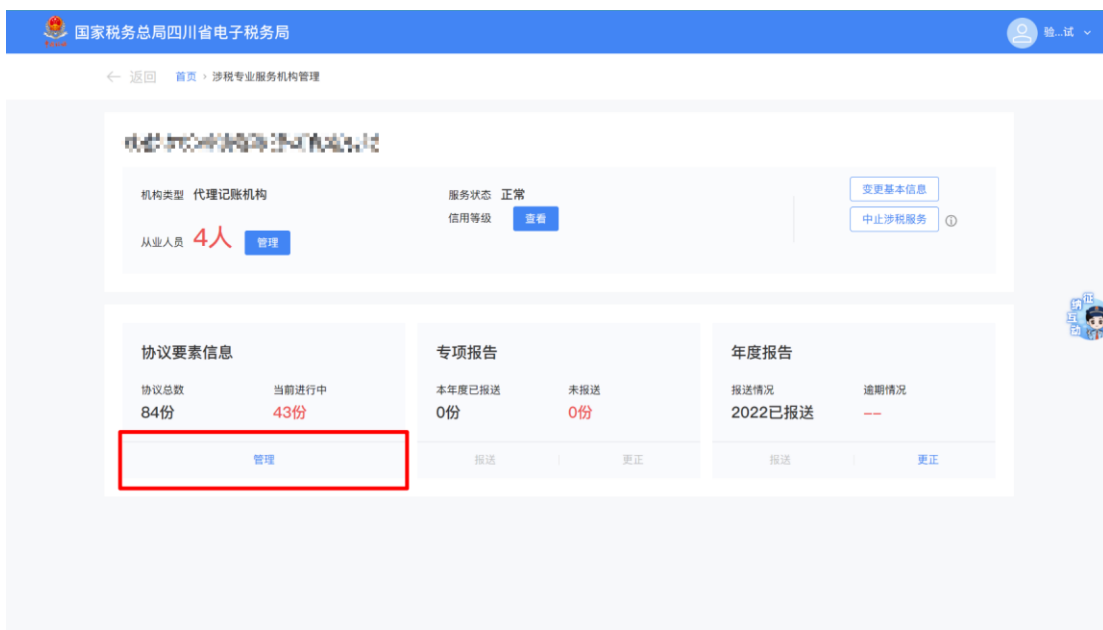 国家税务总局四川省电子税务局
验...试
返回 首页 › 涉税专业服务机构管理
机构类型 代理记账机构
服务状态 正常
信用等级 查看
从业人员 4人 管理
变更基本信息
中止涉税服务
征纳互动
协议要素信息
协议总数 当前进行中
84份 43份
管理
专项报告
本年度已报送 未报送
0份 0份
报送 更正
年度报告
报送情况 逾期情况
2022已报送 --
报送 更正